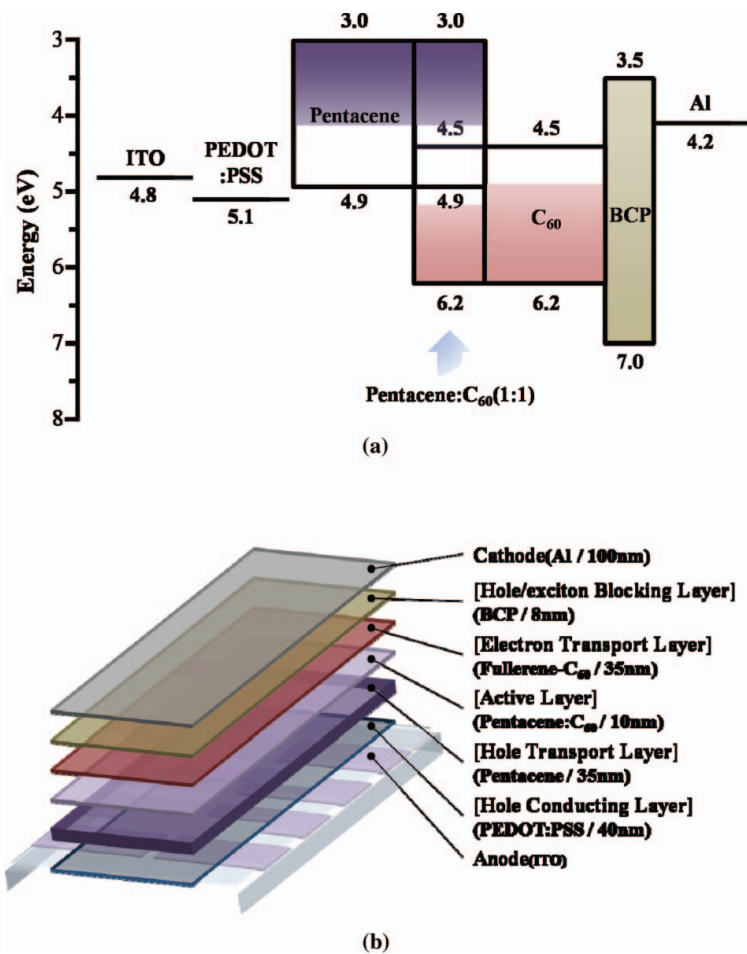 3.0 3.0
3
3.5
Pentacene
Al
4
4.5 4.5
4.2
ITO PEDOT
:PSS
4.8
5
5.1
4.9 4.9
C₆₀
BCP
Energy (eV)
6
6.2 6.2
7
7.0
Pentacene:C₆₀(1:1)
8
(a)
Cathode(Al / 100nm)
[Hole/exciton Blocking Layer]
(BCP / 8nm)
[Electron Transport Layer]
(Fullerene-C₆₀ / 35nm)
[Active Layer]
(Pentacene:C₆₀ / 10nm)
[Hole Transport Layer]
(Pentacene / 35nm)
[Hole Conducting Layer]
(PEDOT:PSS / 40nm)
Anode(ITO)
(b)